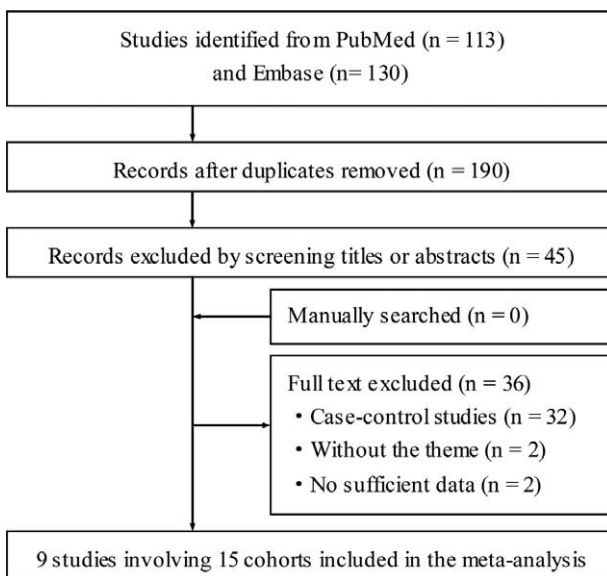 Studies identified from PubMed (n = 113)
and Embase (n= 130)
Records after duplicates removed (n = 190)
Records excluded by screening titles or abstracts (n = 45)
Manually searched (n = 0)
Full text excluded (n = 36)
• Case-control studies (n = 32)
• Without the theme (n = 2)
• No sufficient data (n = 2)
9 studies involving 15 cohorts included in the meta-analysis